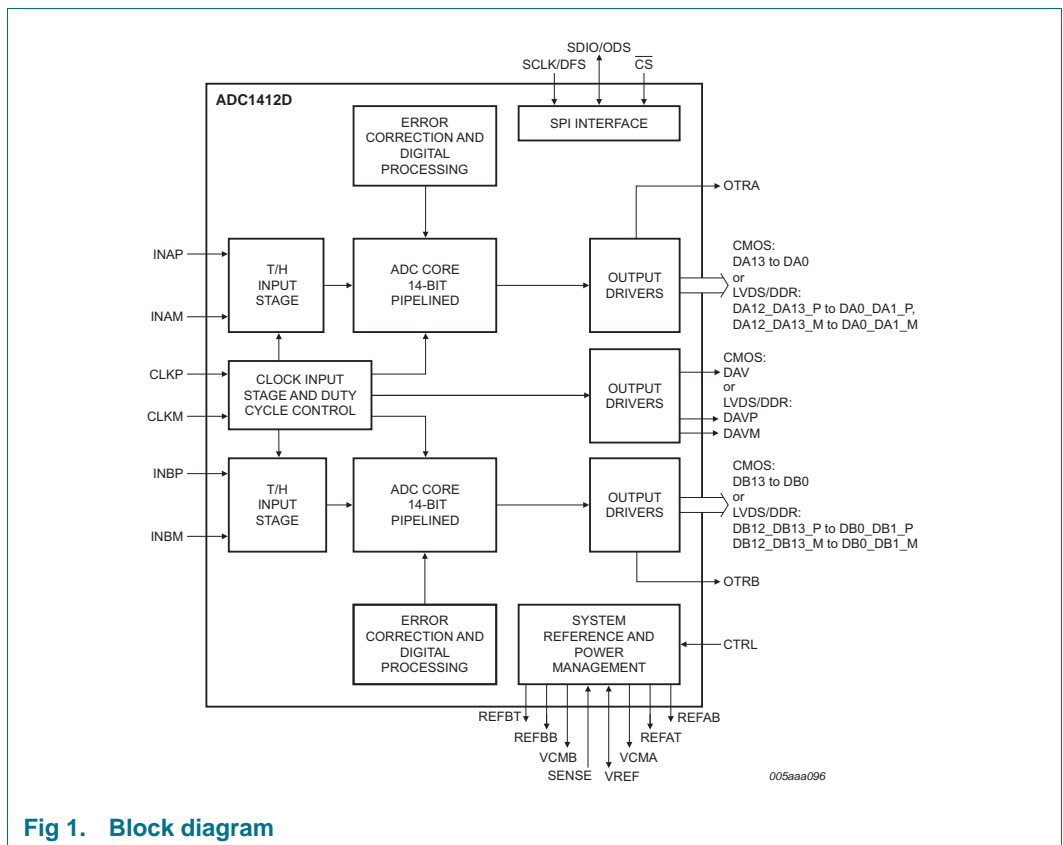 SDIO/ODS
SCLK/DFS
CS
ADC1412D
ERROR
CORRECTION AND
DIGITAL
PROCESSING
SPI INTERFACE
OTRA
INAP
INAM
T/H
INPUT
STAGE
ADC CORE
14-BIT
PIPELINED
OUTPUT
DRIVERS
CMOS:
DA13 to DA0
or
LVDS/DDR:
DA12_DA13_P to DA0_DA1_P,
DA12_DA13_M to DA0_DA1_M
CLKP
CLKM
CLOCK INPUT
STAGE AND DUTY
CYCLE CONTROL
OUTPUT
DRIVERS
CMOS:
DAV
or
LVDS/DDR:
DAVP
DAVM
INBP
INBM
T/H
INPUT
STAGE
ADC CORE
14-BIT
PIPELINED
OUTPUT
DRIVERS
CMOS:
DB13 to DB0
or
LVDS/DDR:
DB12_DB13_P to DB0_DB1_P
DB12_DB13_M to DB0_DB1_M
OTRB
ERROR
CORRECTION AND
DIGITAL
PROCESSING
SYSTEM
REFERENCE AND
POWER
MANAGEMENT
CTRL
REFBT
REFBB
VCMB
SENSE
VREF
VCMA
REFAT
REFAB
005aaa096
Fig 1. Block diagram